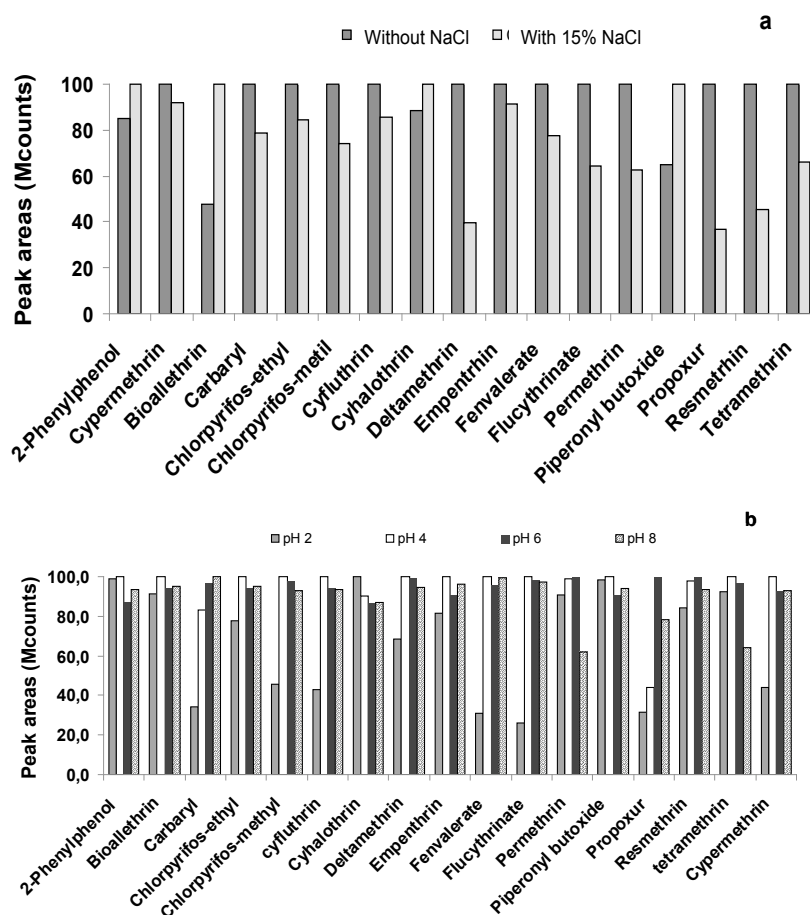 a
Without NaCl ( With 15% NaCl
Peak areas (Mcounts)
100
80
60
40
20
0
2-Phenylphenol
Cypermethrin
Bioallethrin
Carbaryl
Chlorpyrifos-ethyl
Chlorpyrifos-metil
Cyfluthrin
Cyhalothrin
Deltamethrin
Empentrhin
Fenvalerate
Flucythrinate
Permethrin
Piperonyl butoxide
Propoxur
Resmetrhin
Tetramethrin
b
pH 2 pH 4 pH 6 pH 8
Peak areas (Mcounts)
100,0
80,0
60,0
40,0
20,0
0,0
2-Phenylphenol
Bioallethrin
Carbaryl
Chlorpyrifos-ethyl
Chlorpyrifos-methyl
cyfluthrin
Cyhalothrin
Deltamethrin
Empenthrin
Fenvalerate
Flucythrinate
Permethrin
Piperonyl butoxide
Propoxur
Resmethrin
tetramethrin
Cypermethrin